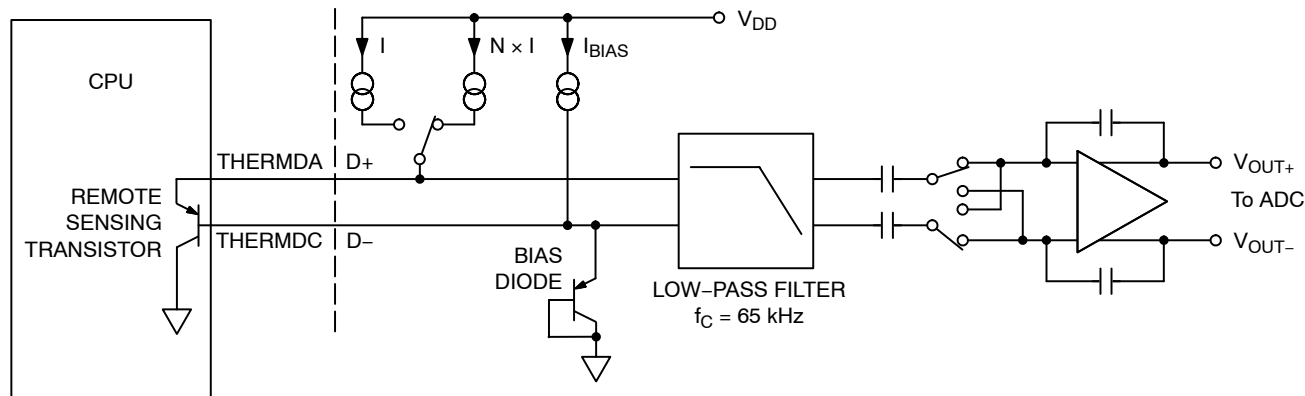 V_DD
I
N × I
I_BIAS
CPU
THERMDA
D+
REMOTE
SENSING
TRANSISTOR
THERMDC
D−
BIAS
DIODE
LOW−PASS FILTER
f_C = 65 kHz
V_OUT+
To ADC
V_OUT−